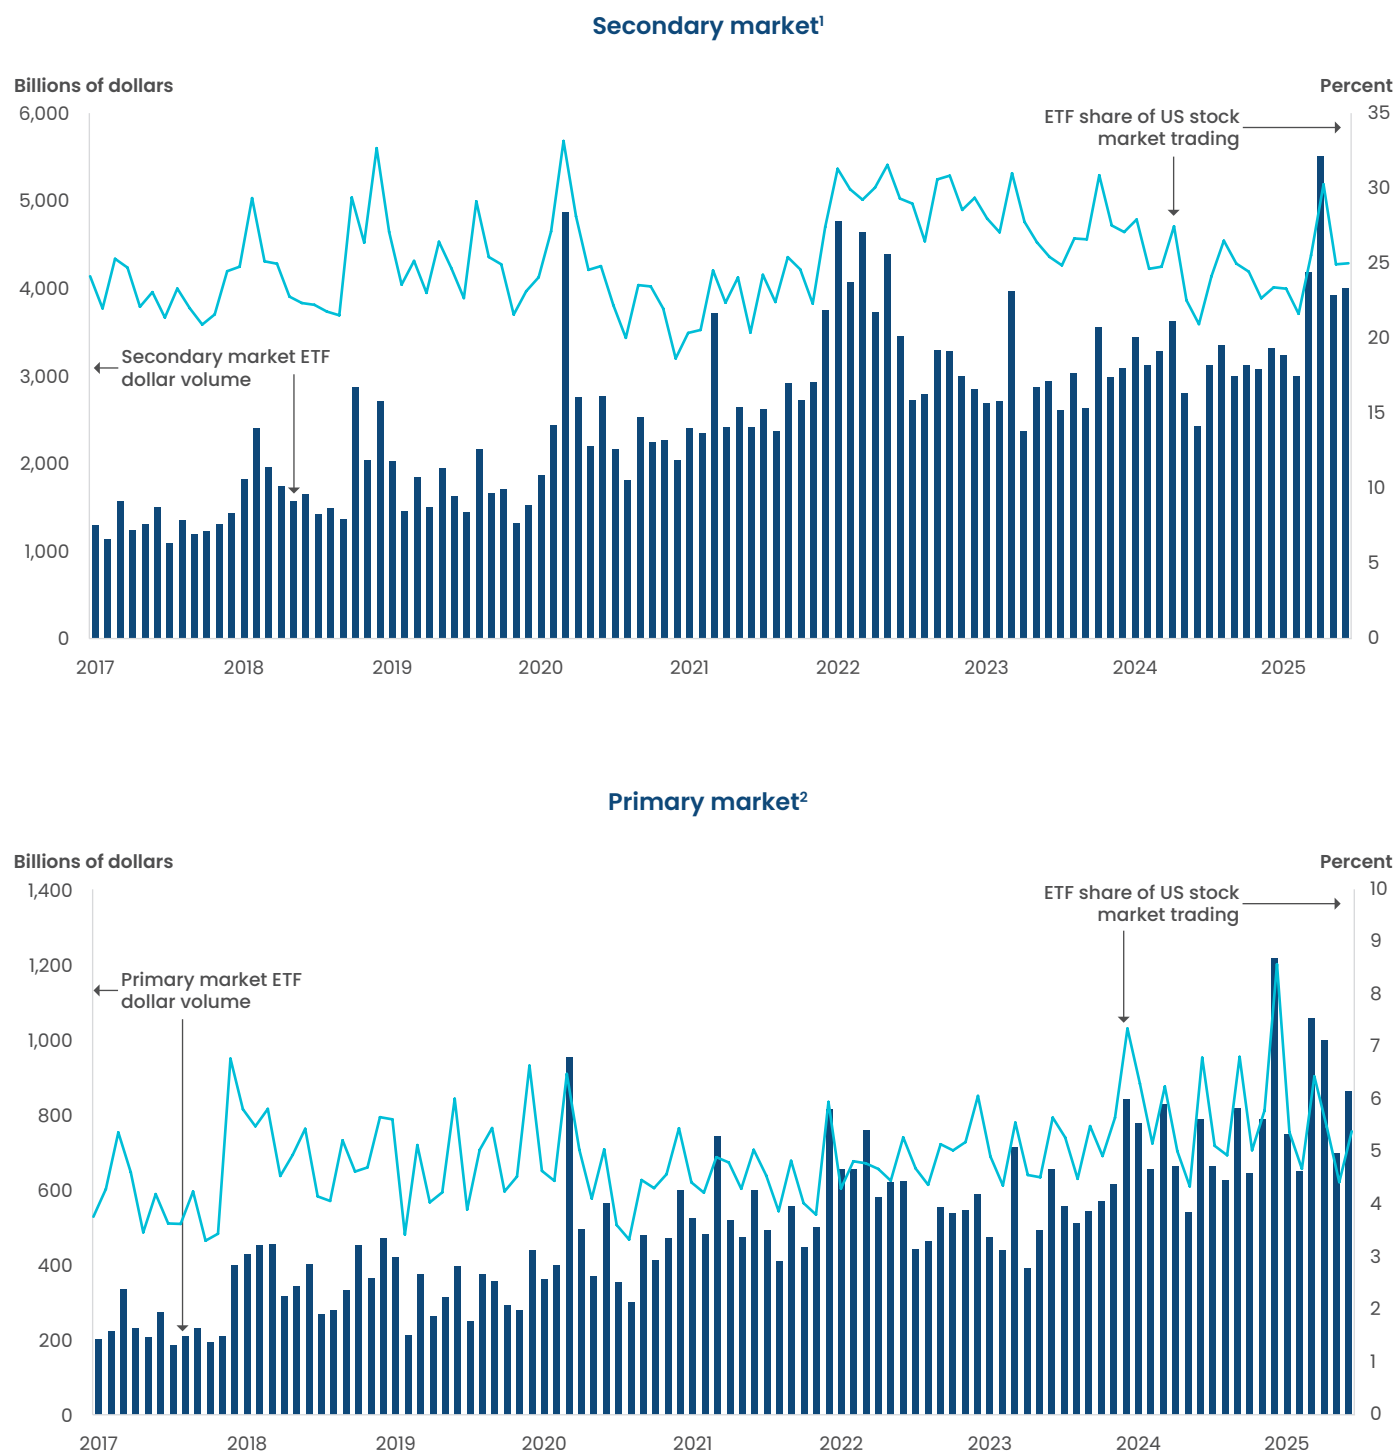 Secondary market¹
Billions of dollars
Percent
6,000
5,000
4,000
3,000
2,000
1,000
0
35
30
25
20
15
10
5
0
ETF share of US stock
market trading
Secondary market ETF
dollar volume
2017 2018 2019 2020 2021 2022 2023 2024 2025
Primary market²
Billions of dollars
Percent
1,400
1,200
1,000
800
600
400
200
0
10
9
8
7
6
5
4
3
2
1
0
ETF share of US stock
market trading
Primary market ETF
dollar volume
2017 2018 2019 2020 2021 2022 2023 2024 2025